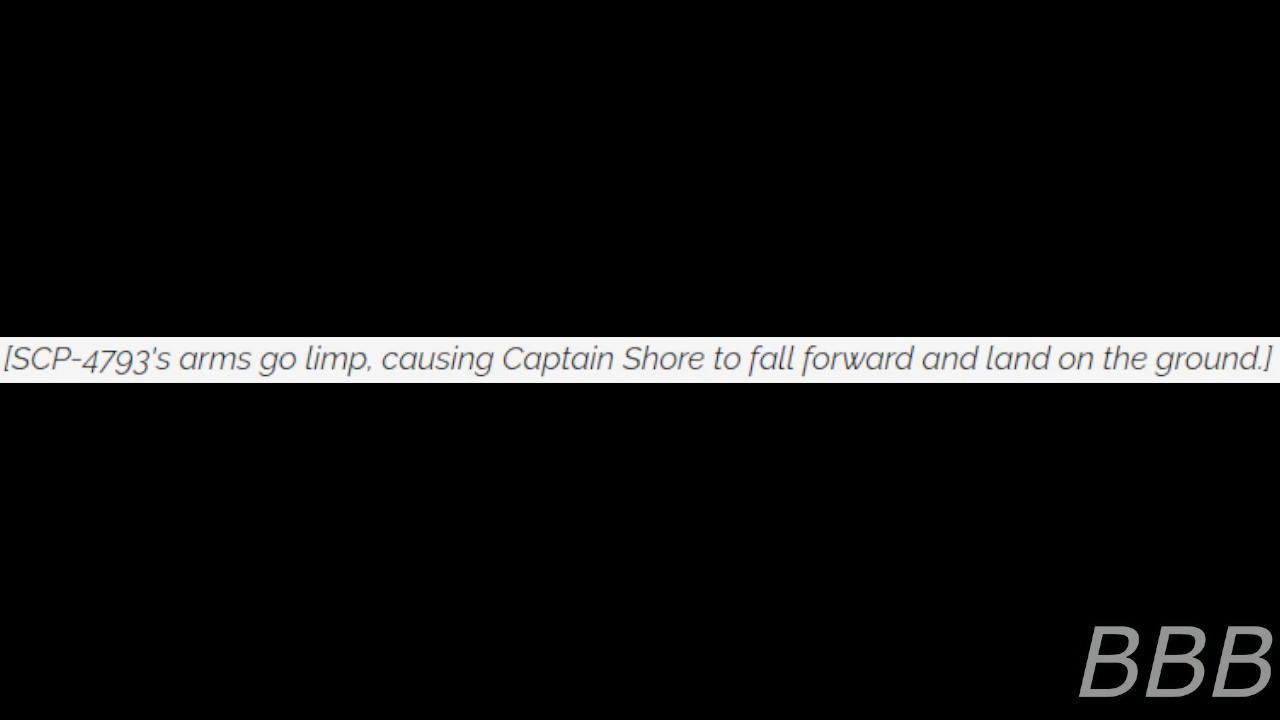 [SCP-4793's arms go limp, causing Captain Shore to fall forward and land on the ground.]
BBB